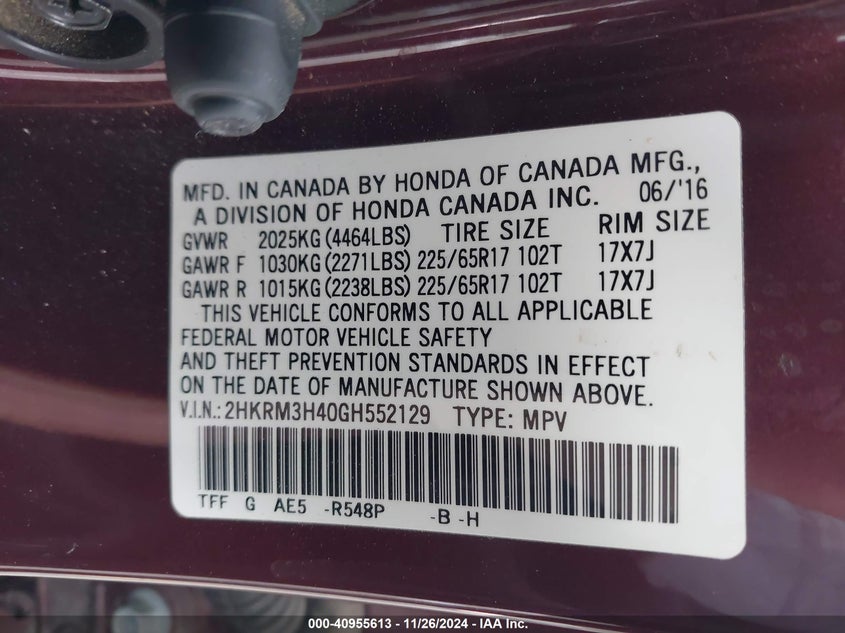 MFD. IN CANADA BY HONDA OF CANADA MFG.,
A DIVISION OF HONDA CANADA INC. 06/'16
GVWR 2025KG (4464LBS) TIRE SIZE RIM SIZE
GAWR F 1030KG (2271LBS) 225/65R17 102T 17X7J
GAWR R 1015KG (2238LBS) 225/65R17 102T 17X7J
THIS VEHICLE CONFORMS TO ALL APPLICABLE
FEDERAL MOTOR VEHICLE SAFETY
AND THEFT PREVENTION STANDARDS IN EFFECT
ON THE DATE OF MANUFACTURE SHOWN ABOVE.
V.I.N.: 2HKRM3H40GH552129 TYPE: MPV
TFF G AE5 -R548P -B -H
000-40955613 - 11/26/2024 - IAA Inc.